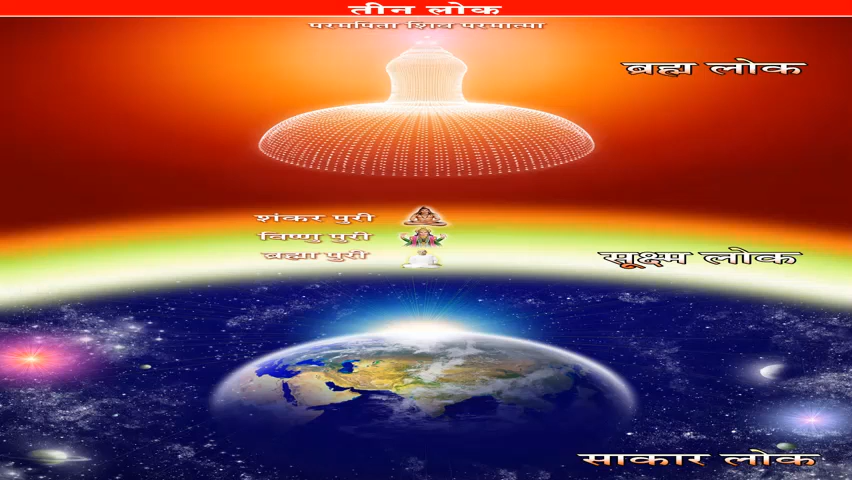 तीन लोक
परमपिता शिव परमात्मा
ब्रह्म लोक
शंकर पुरी
विष्णु पुरी
ब्रह्मा पुरी
सूक्ष्म लोक
साकार लोक